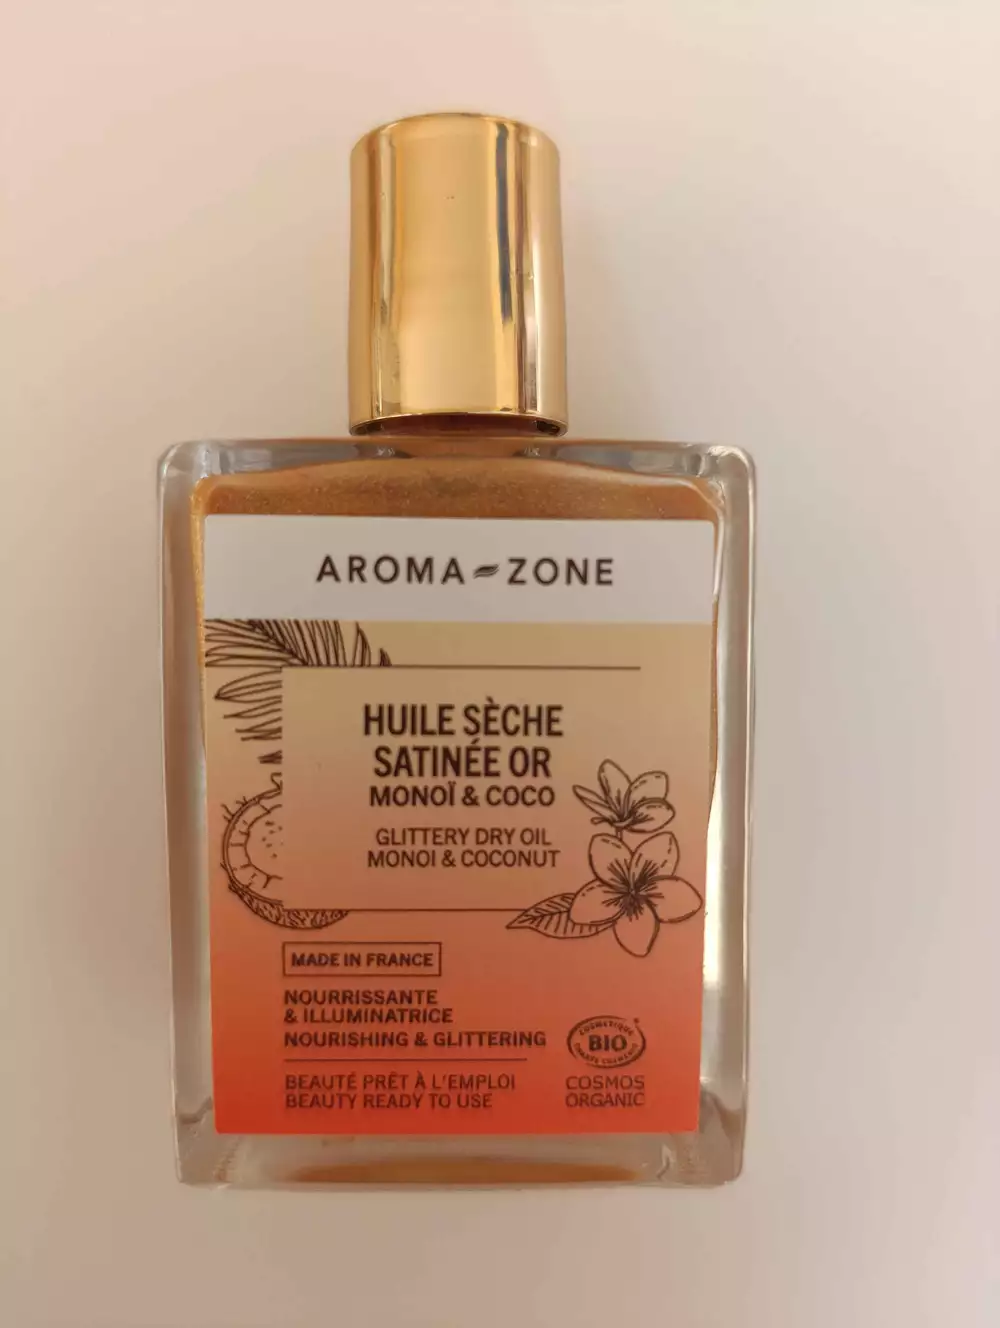 AROMA ZONE
HUILE SÈCHE
SATINÉE OR
MONOÏ & COCO
GLITTERY DRY OIL
MONOI & COCONUT
MADE IN FRANCE
NOURRISSANTE
& ILLUMINATRICE
NOURISHING & GLITTERING
BEAUTÉ PRÊT À L'EMPLOI
BEAUTY READY TO USE
COSMETIQUE
BIO
COSMOS
ORGANIC